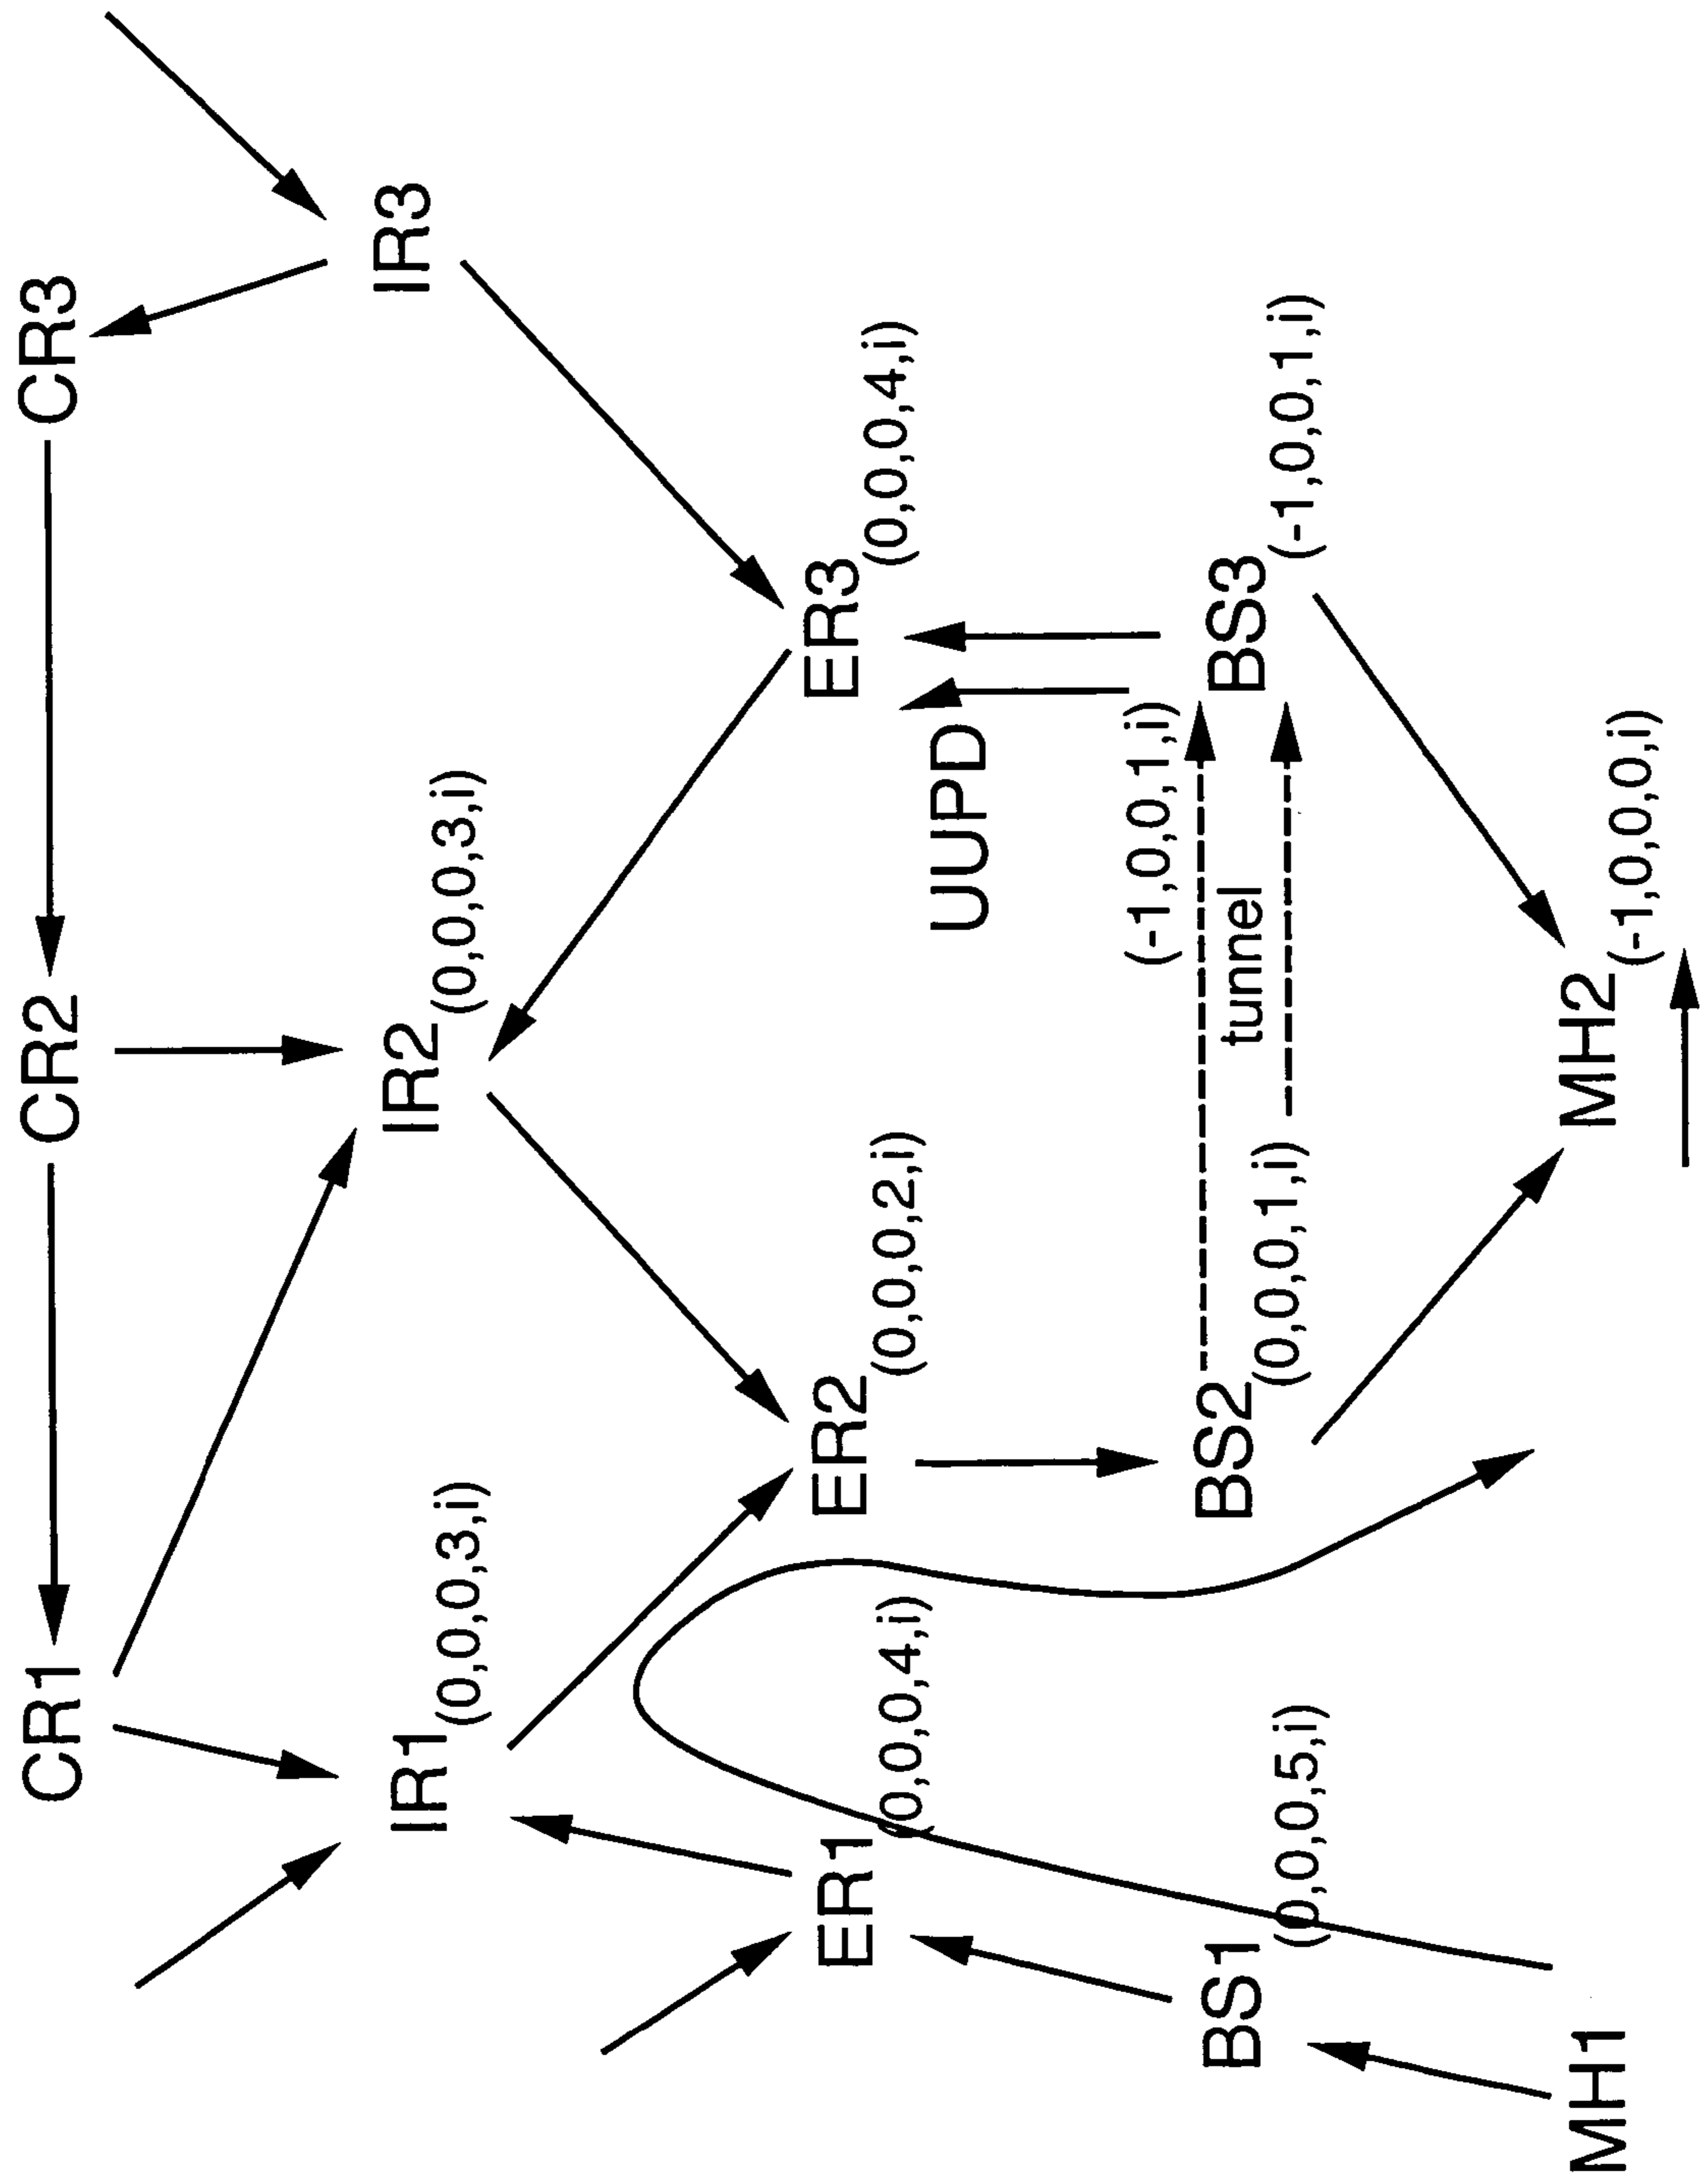 CR1
CR2
CR3
IR1 (0,0,0,3,i)
IR2 (0,0,0,3,i)
IR3
ER1 (0,0,0,4,i)
ER2 (0,0,0,2,i)
ER3 (0,0,0,4,i)
UUPD
(-1,0,0,1,i)
BS1 (0,0,0,5,i)
BS2 (0,0,0,1,i)
tunnel
BS3 (-1,0,0,1,i)
MH1
MH2 (-1,0,0,0,i)